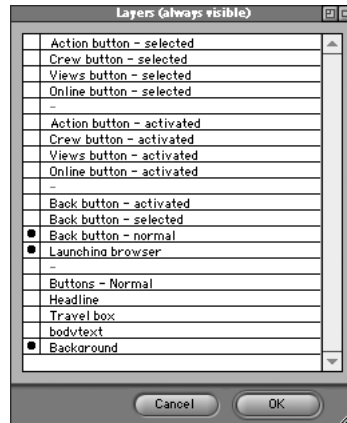 Layers (always visible)
Action button - selected
Crew button - selected
Views button - selected
Online button - selected
-
Action button - activated
Crew button - activated
Views button - activated
Online button - activated
-
Back button - activated
Back button - selected
Back button - normal
Launching browser
-
Buttons - Normal
Headline
Travel box
bodytext
Background
Cancel
OK